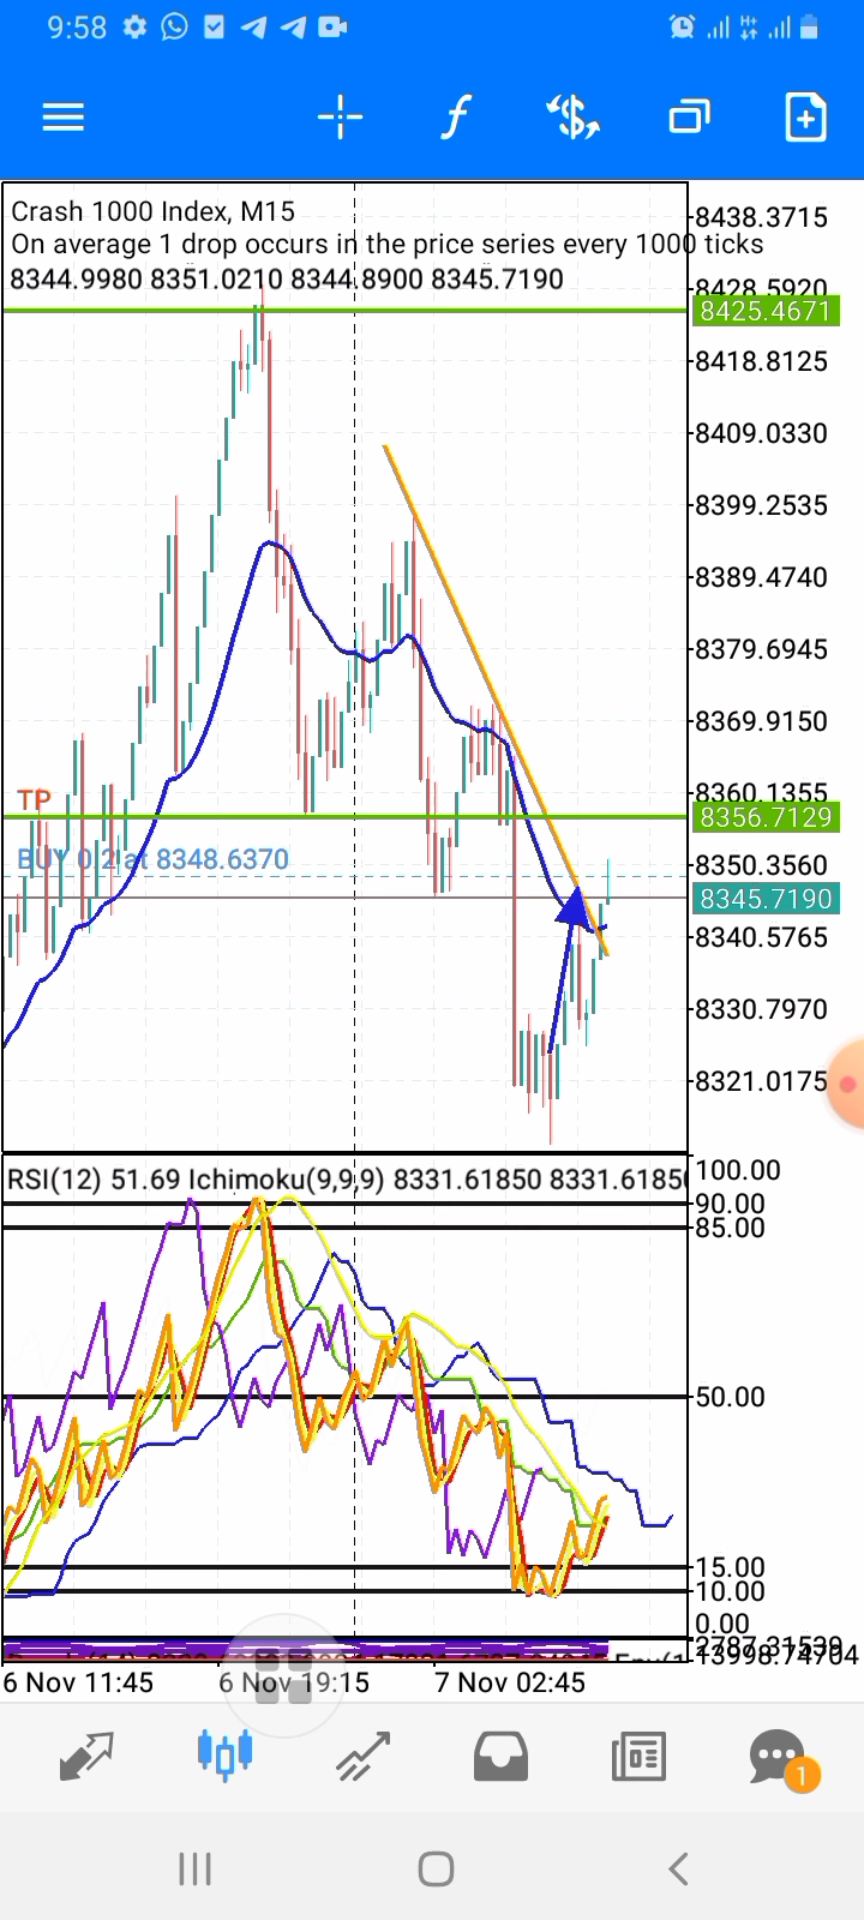 9:58
Crash 1000 Index, M15
On average 1 drop occurs in the price series every 1000 ticks
8344.9980 8351.0210 8344.8900 8345.7190
8438.3715
8428.5920
8425.4671
8418.8125
8409.0330
8399.2535
8389.4740
8379.6945
8369.9150
TP
8360.1355
8356.7129
BUY 0.2 at 8348.6370
8350.3560
8345.7190
8340.5765
8330.7970
8321.0175
RSI(12) 51.69 Ichimoku(9,9,9) 8331.61850 8331.6185
100.00
90.00
85.00
50.00
15.00
10.00
0.00
6 Nov 11:45
6 Nov 19:15
7 Nov 02:45
1